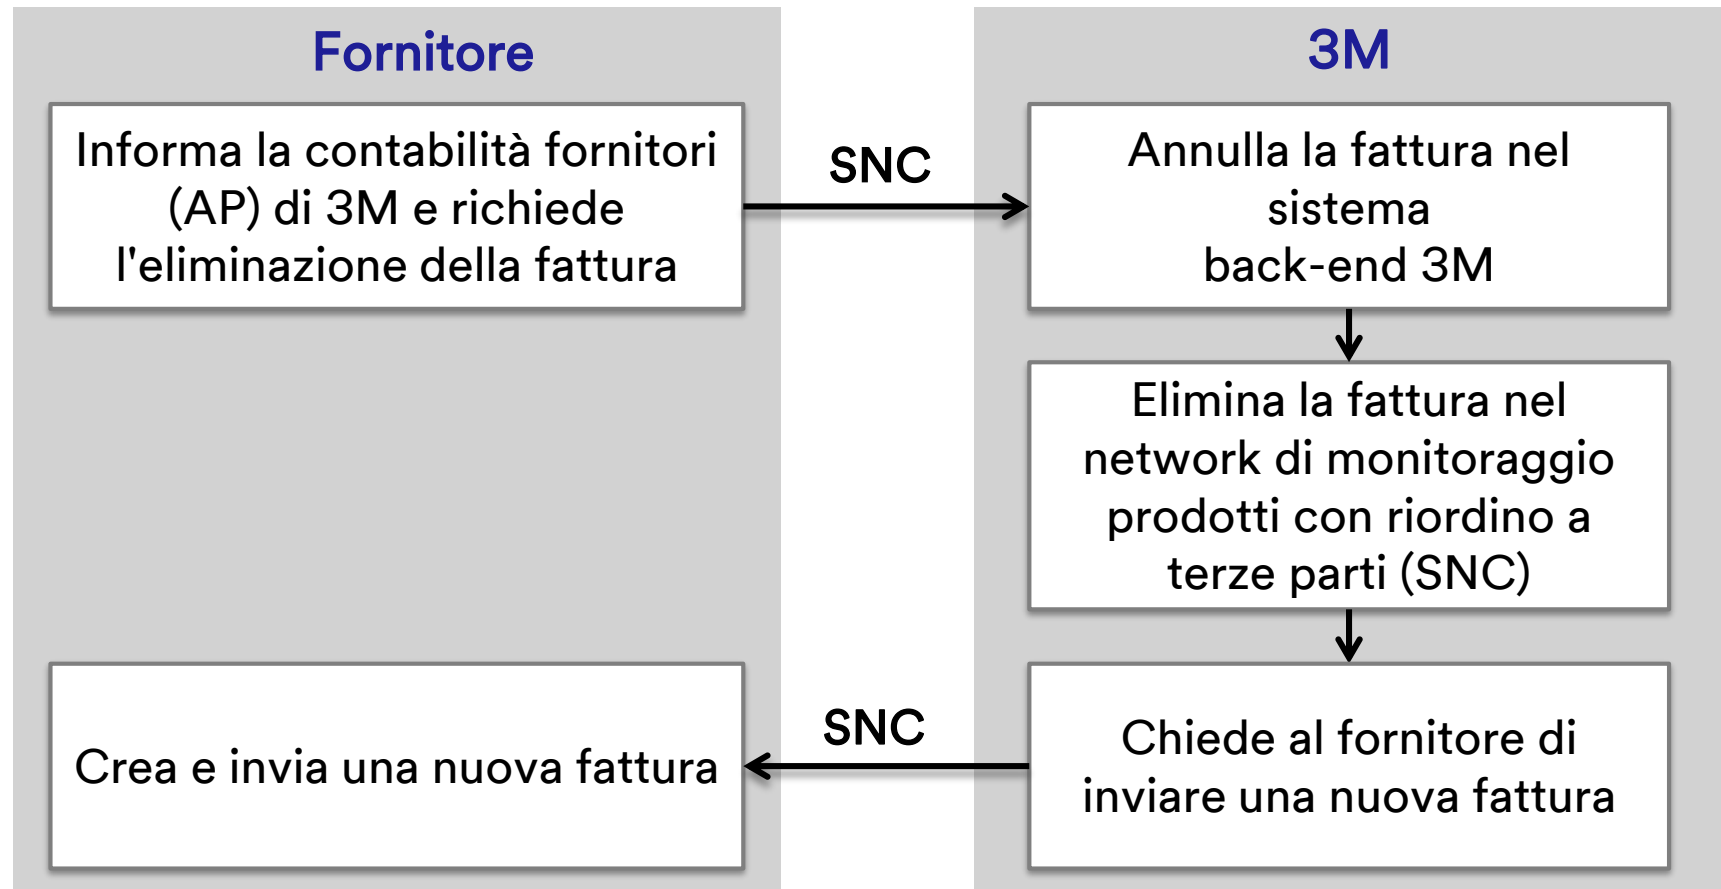 Fornitore
3M
Informa la contabilità fornitori
(AP) di 3M e richiede
l'eliminazione della fattura
SNC
Annulla la fattura nel
sistema
back-end 3M
Elimina la fattura nel
network di monitoraggio
prodotti con riordino a
terze parti (SNC)
Chiede al fornitore di
inviare una nuova fattura
SNC
Crea e invia una nuova fattura